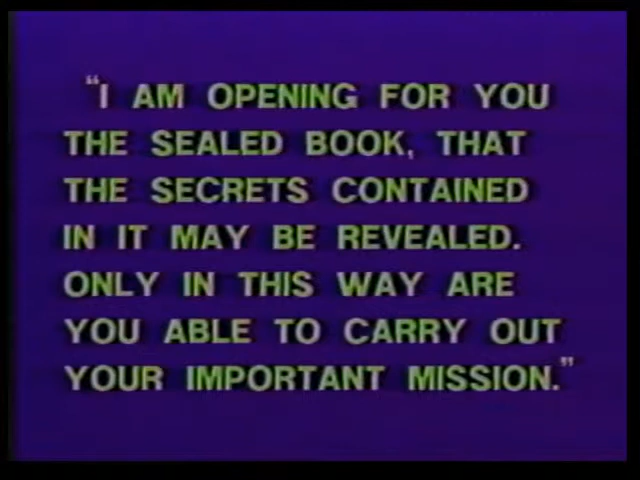 “I AM OPENING FOR YOU
THE SEALED BOOK, THAT
THE SECRETS CONTAINED
IN IT MAY BE REVEALED.
ONLY IN THIS WAY ARE
YOU ABLE TO CARRY OUT
YOUR IMPORTANT MISSION.”